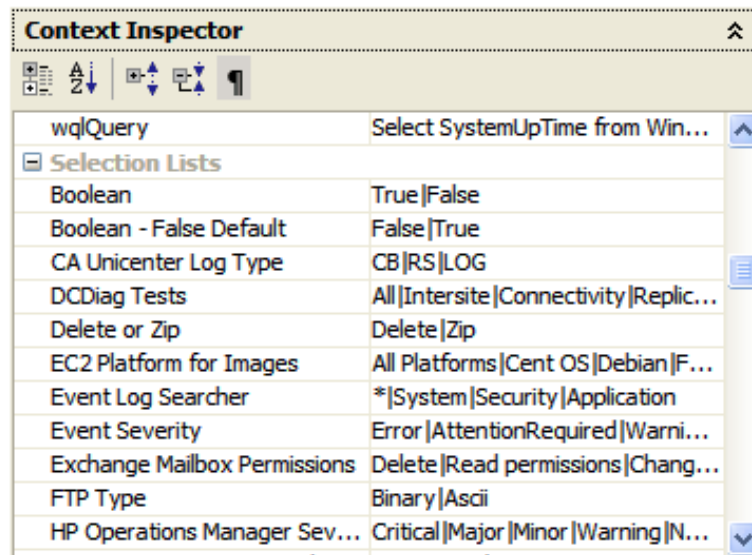 Context Inspector
wqlQuery Select SystemUpTime from Win...
Selection Lists
Boolean True|False
Boolean - False Default False|True
CA Unicenter Log Type CB|RS|LOG
DCDiag Tests All|Intersite|Connectivity|Replic...
Delete or Zip Delete|Zip
EC2 Platform for Images All Platforms|Cent OS|Debian|F...
Event Log Searcher *|System|Security|Application
Event Severity Error|AttentionRequired|Warni...
Exchange Mailbox Permissions Delete|Read permissions|Chang...
FTP Type Binary|Ascii
HP Operations Manager Sev... Critical|Major|Minor|Warning|N...